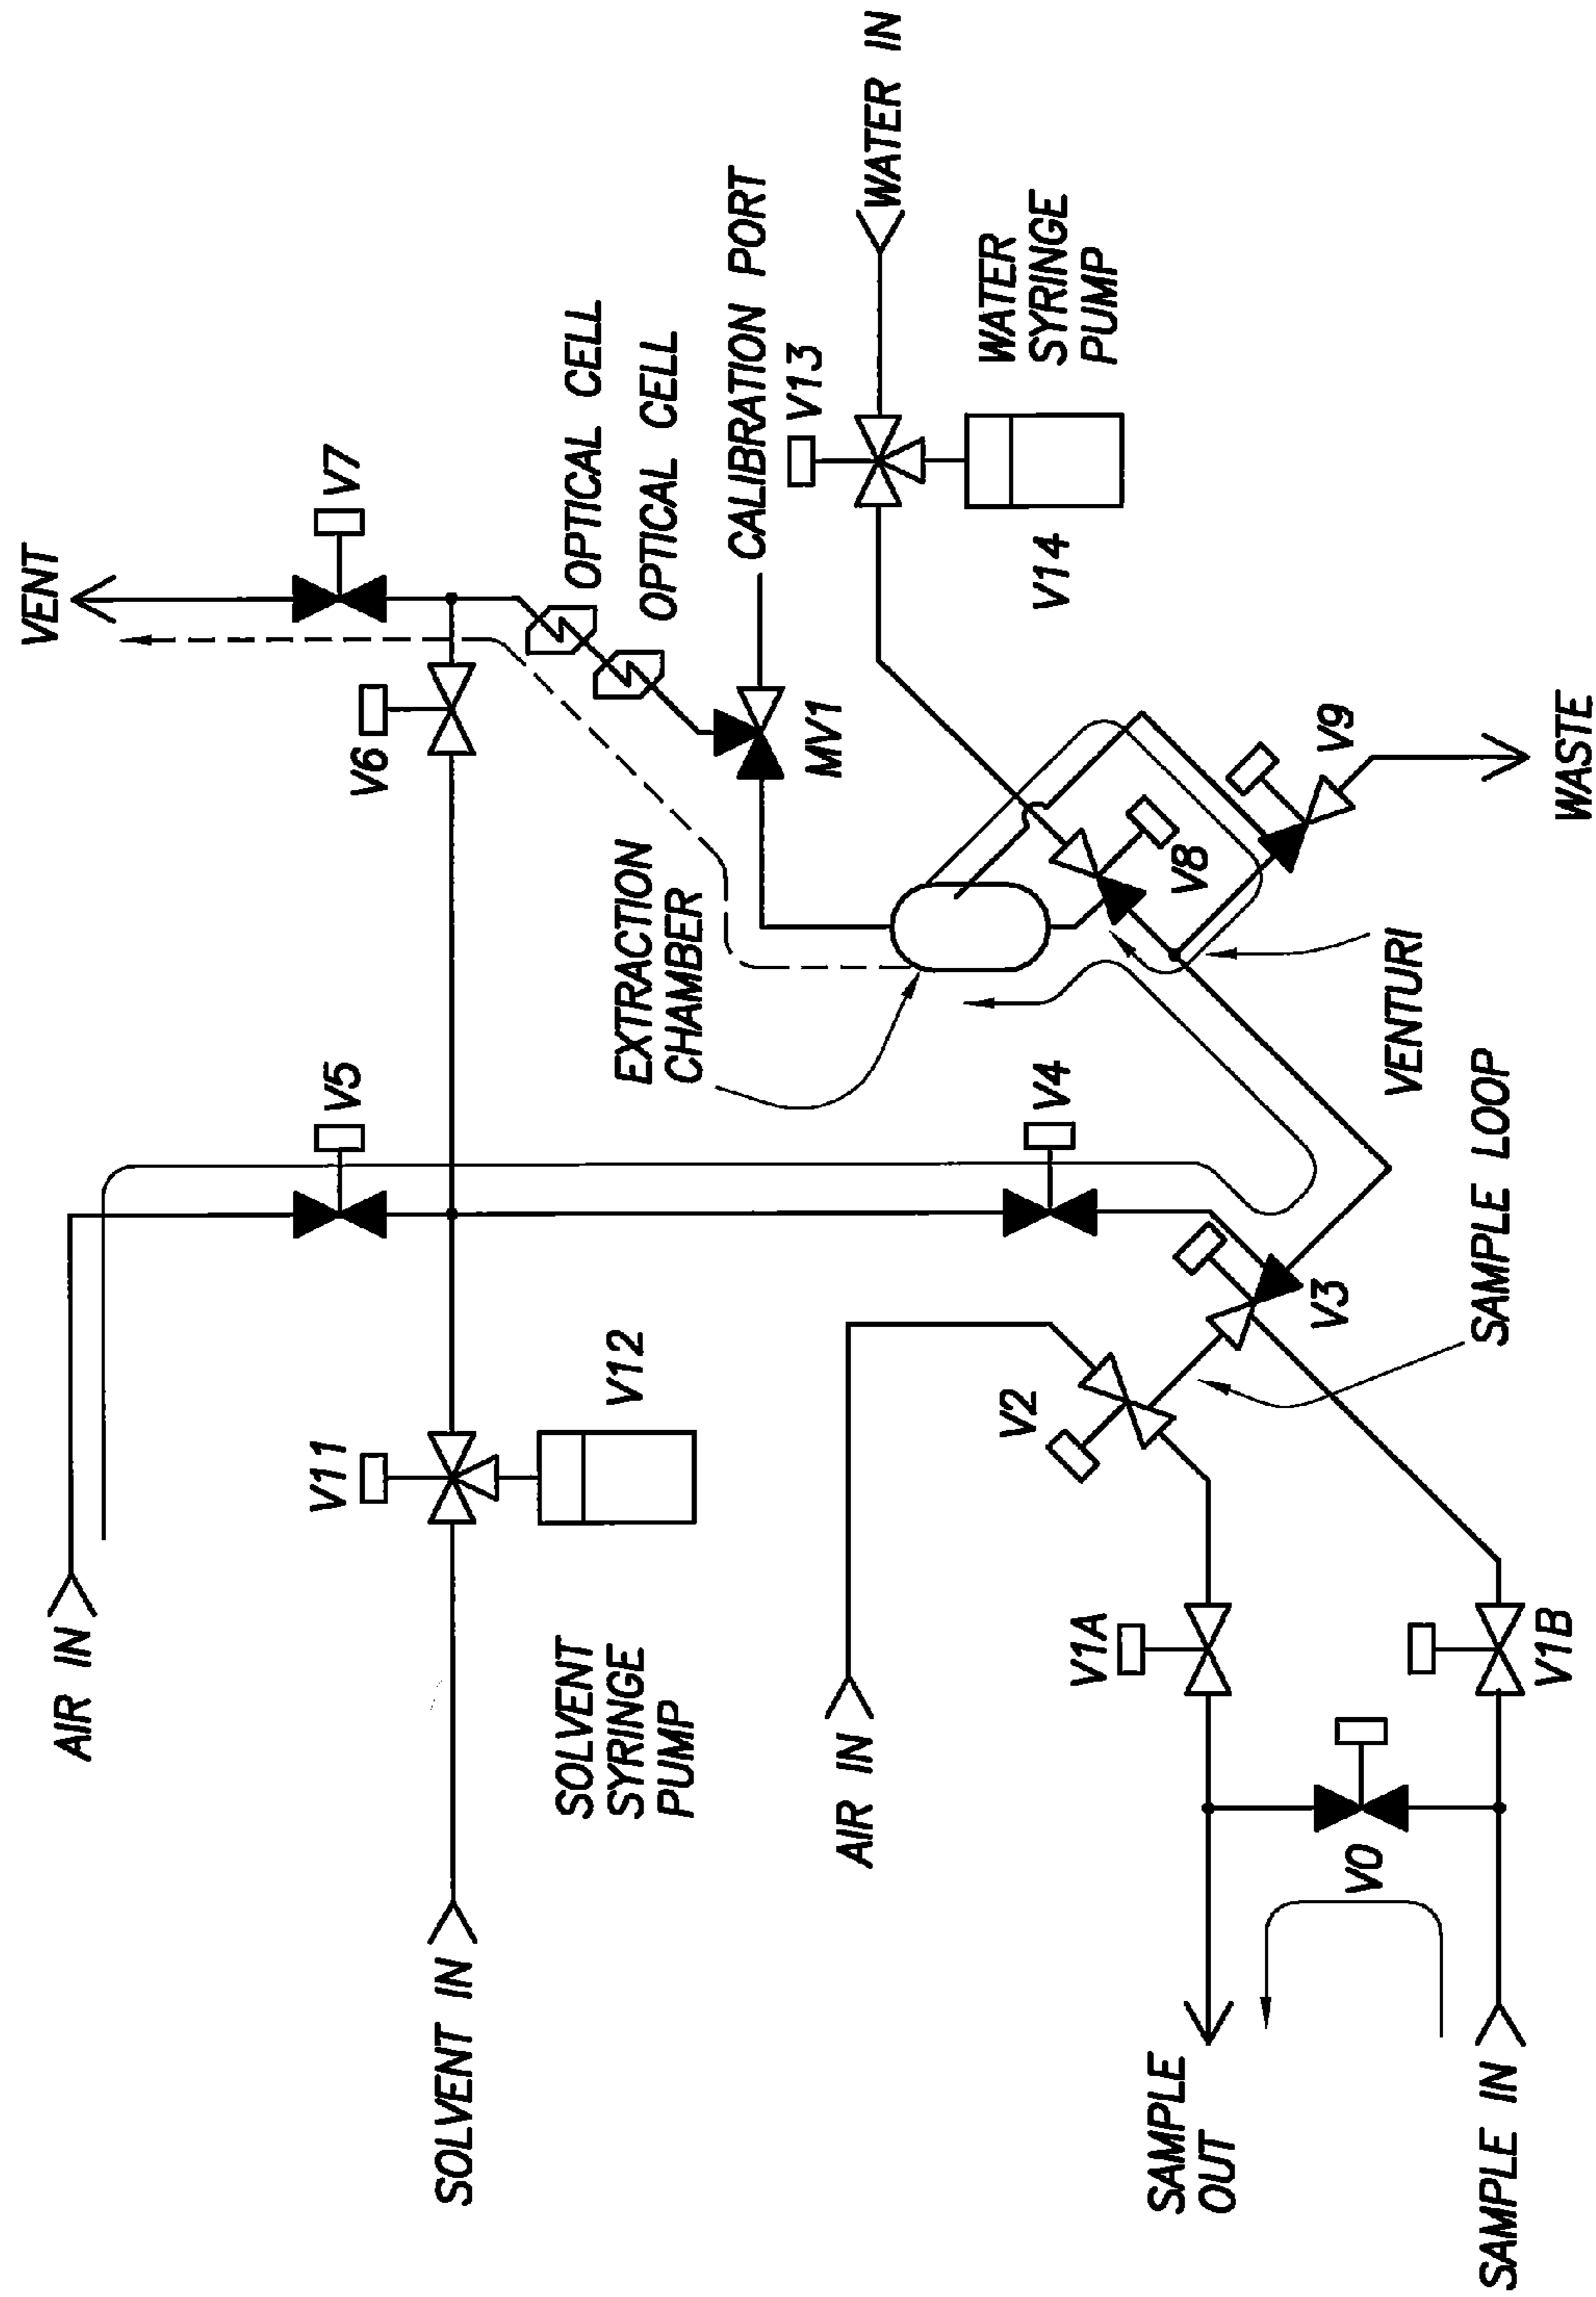 AIR IN
VENT
V5
V7
V11
V6
SOLVENT IN
V12
SOLVENT
SYRINGE
PUMP
OPTICAL CELL
OPTICAL CELL
EXTRACTION
CHAMBER
CALIBRATION PORT
V13
MV1
AIR IN
WATER IN
V2
V4
V14
WATER
SYRINGE
PUMP
V1A
V8
SAMPLE
OUT
V3
V0
V9
VENTURI
SAMPLE LOOP
SAMPLE IN
V1B
WASTE